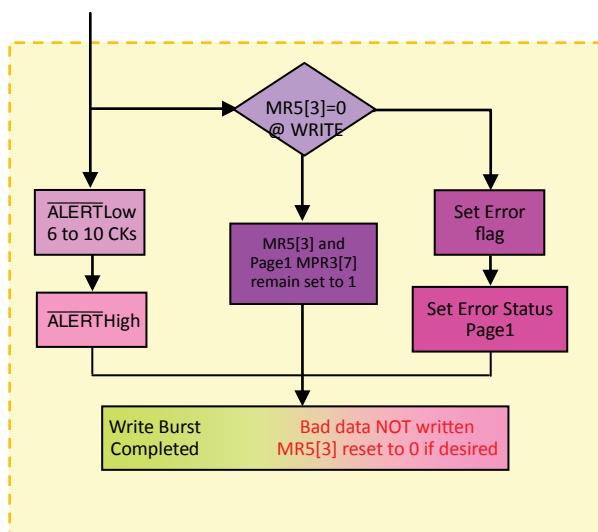 MR5[3]=0
@ WRITE
ALERTLow
6 to 10 CKs
MR5[3] and
Page1 MPR3[7]
remain set to 1
Set Error
flag
ALERTHigh
Set Error Status
Page1
Write Burst
Completed
Bad data NOT written
MR5[3] reset to 0 if desired